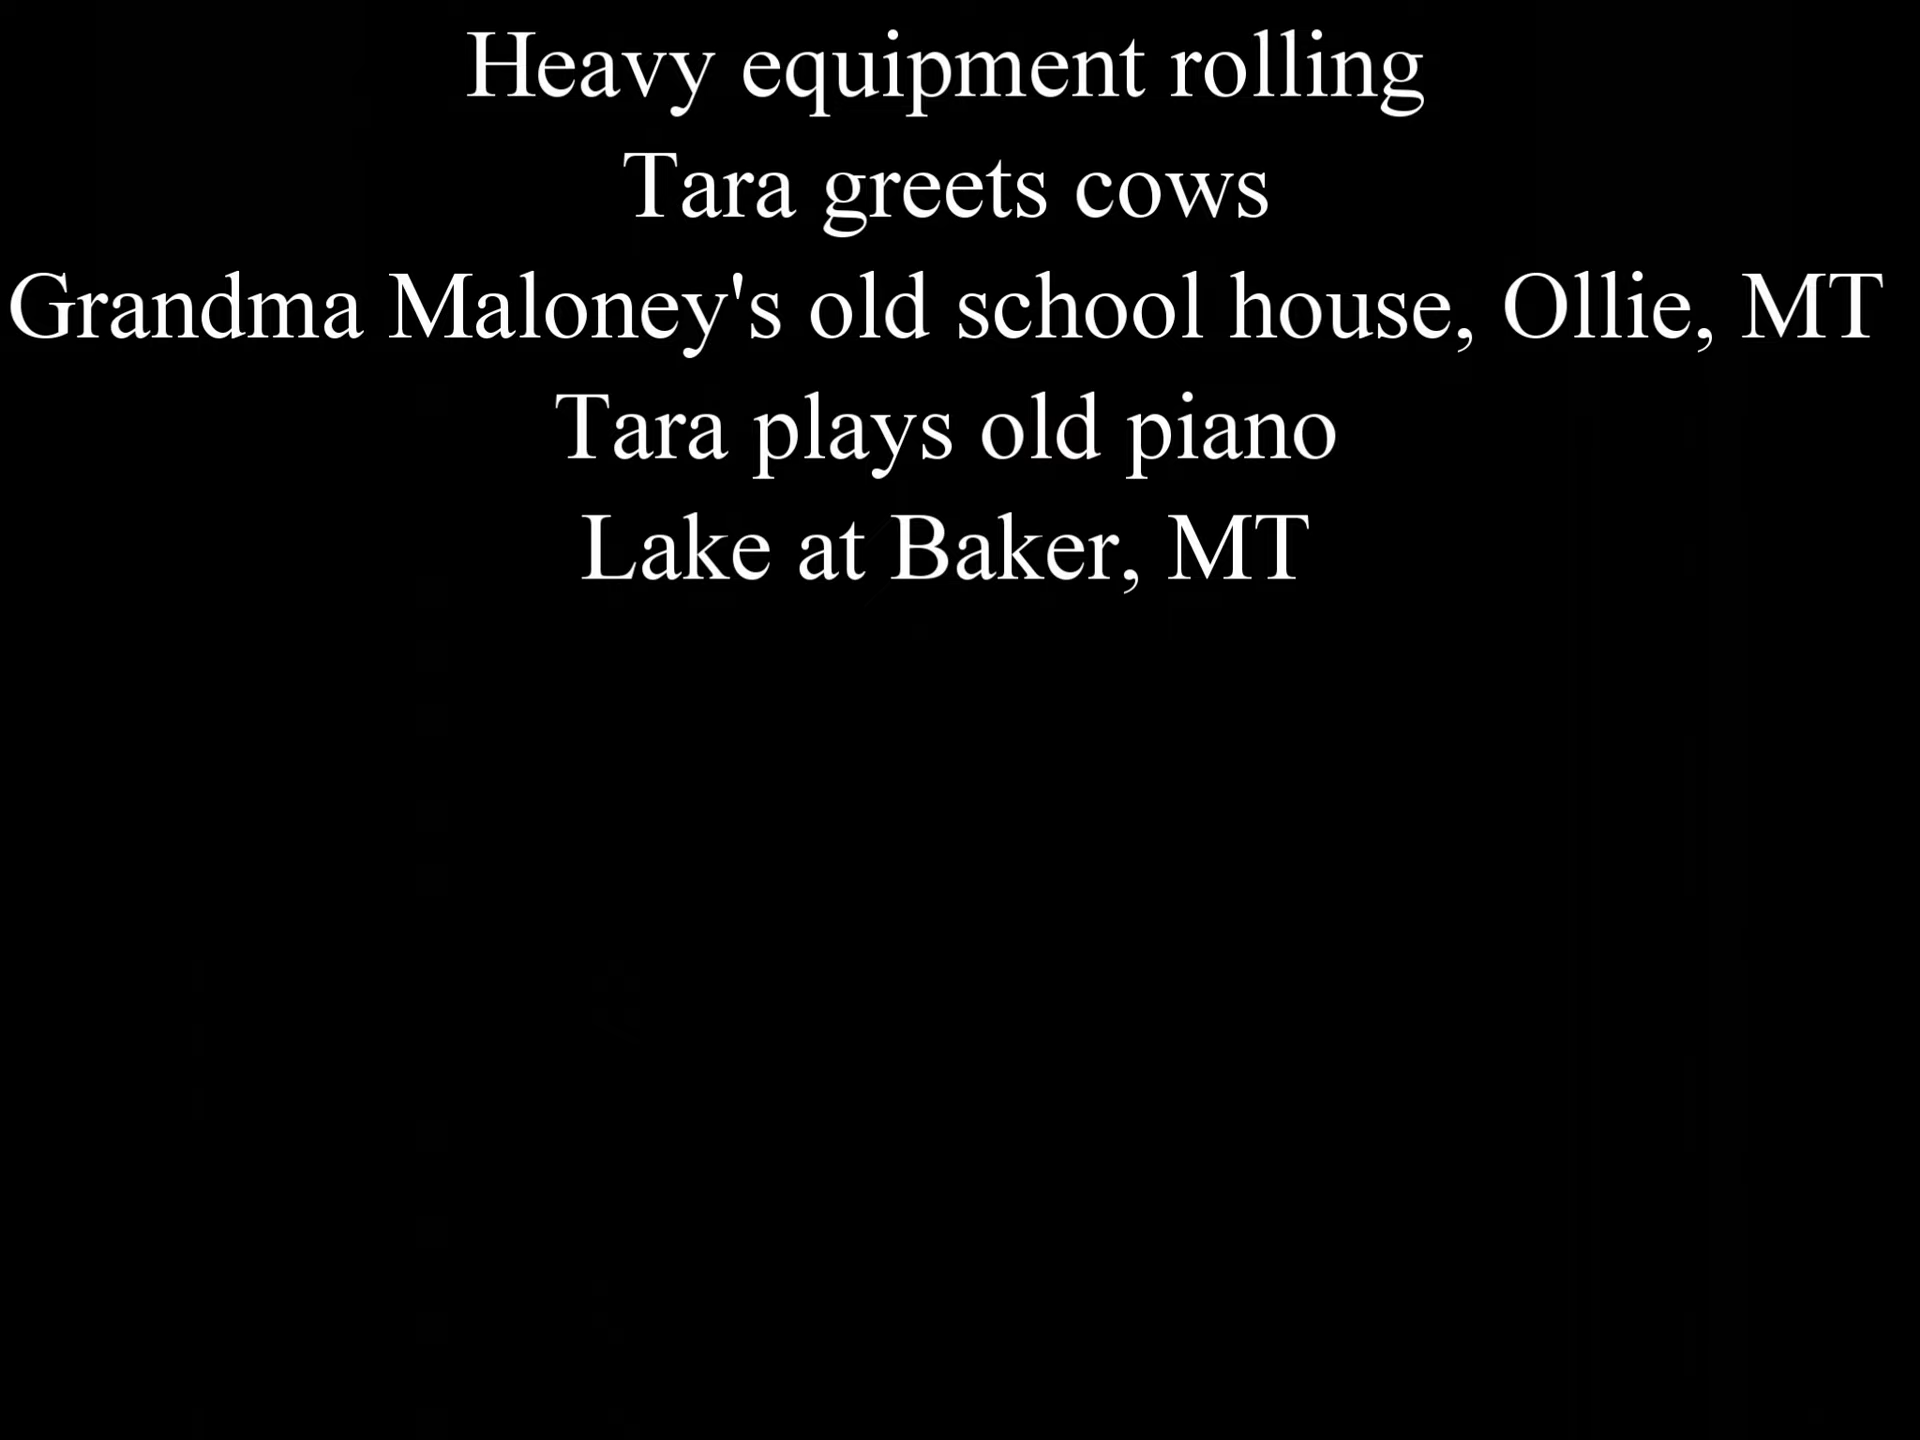 Heavy equipment rolling
Tara greets cows
Grandma Maloney's old school house, Ollie, MT
Tara plays old piano
Lake at Baker, MT